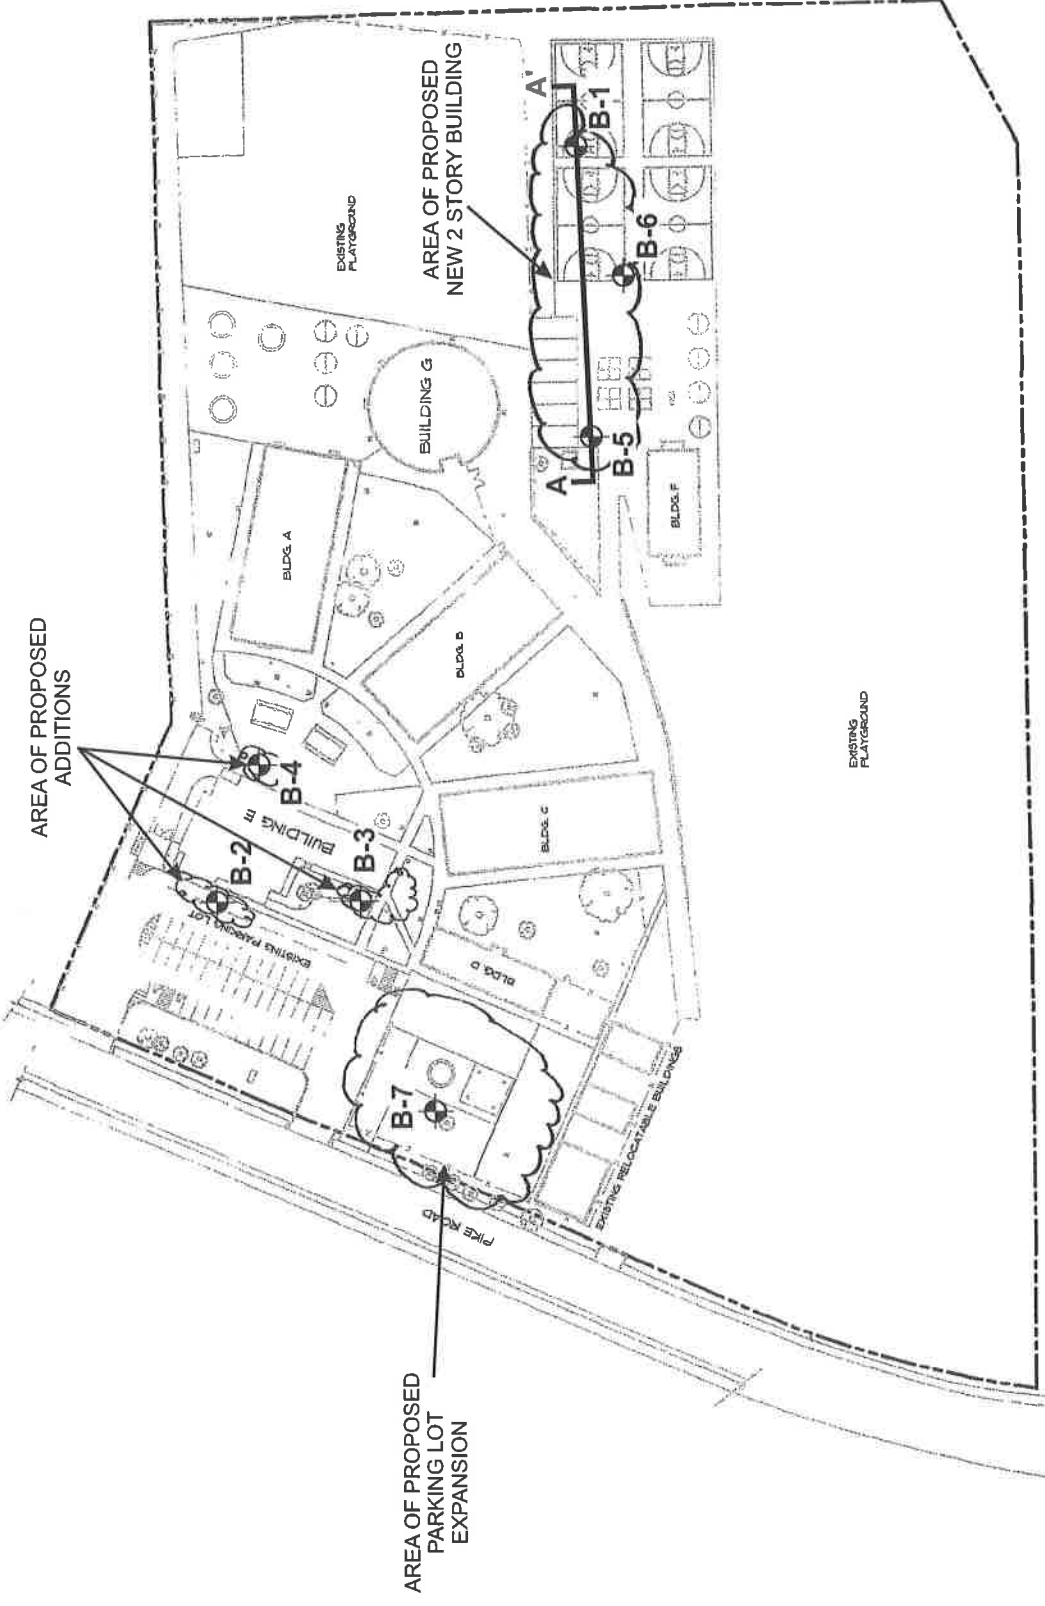 AREA OF PROPOSED
ADDITIONS
AREA OF PROPOSED
PARKING LOT
EXPANSION
AREA OF PROPOSED
NEW 2 STORY BUILDING
EXISTING
PLAYGROUND
EXISTING
PLAYGROUND
BUILDING G
BLDG. A
BLDG. B
BLDG. C
BLDG. D
BUILDING E
BLDG. F
EXISTING PARKING LOT
EXISTING RELOCATABLE BUILDINGS
PIKE ROAD
A
A'
B-1
B-2
B-3
B-4
B-5
B-6
B-7